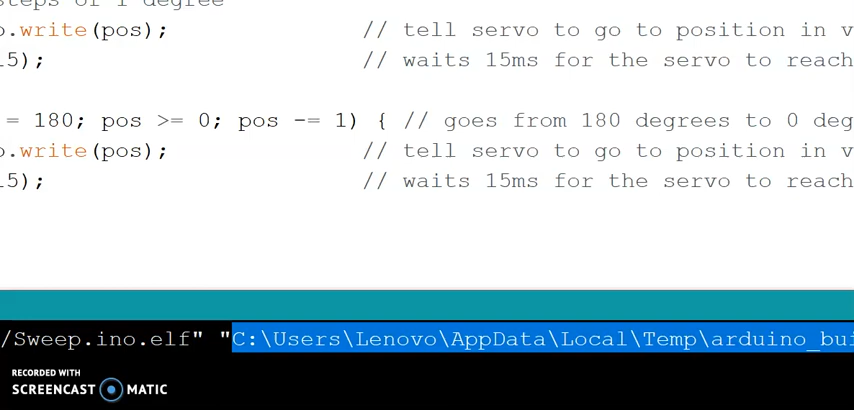 steps of 1 degree
o.write(pos); // tell servo to go to position in v
15); // waits 15ms for the servo to reach
= 180; pos >= 0; pos -= 1) { // goes from 180 degrees to 0 deg
o.write(pos); // tell servo to go to position in v
15); // waits 15ms for the servo to reach
/Sweep.ino.elf" "C:\Users\Lenovo\AppData\Local\Temp\arduino_bui
RECORDED WITH
SCREENCAST MATIC